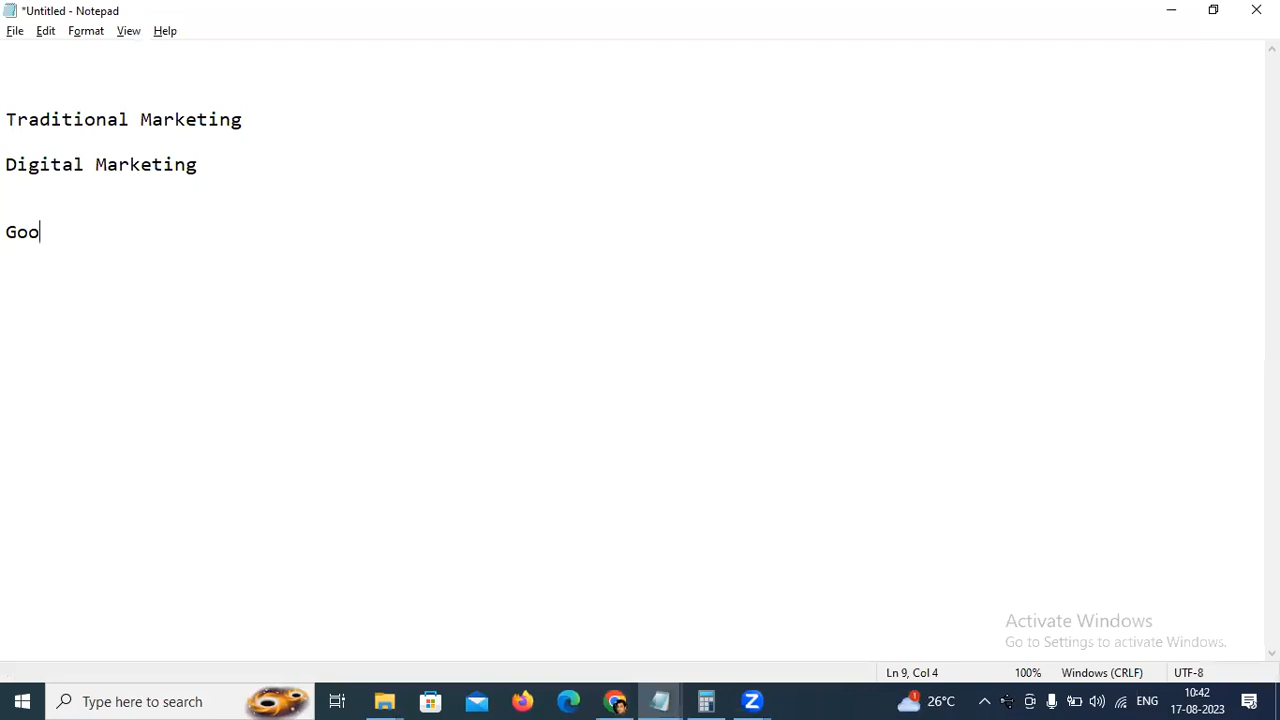 *Untitled - Notepad
File Edit Format View Help
Traditional Marketing
Digital Marketing
Goo
Activate Windows
Go to Settings to activate Windows.
Ln 9, Col 4 100% Windows (CRLF) UTF-8
Type here to search
1 26°C ENG 10:42
17-08-2023